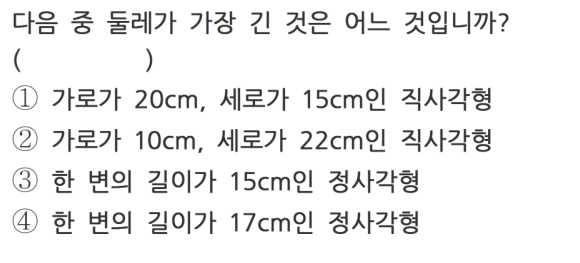 다음 중 둘레가 가장 긴 것은 어느 것입니까?
(          )
① 가로가 20cm, 세로가 15cm인 직사각형
② 가로가 10cm, 세로가 22cm인 직사각형
③ 한 변의 길이가 15cm인 정사각형
④ 한 변의 길이가 17cm인 정사각형